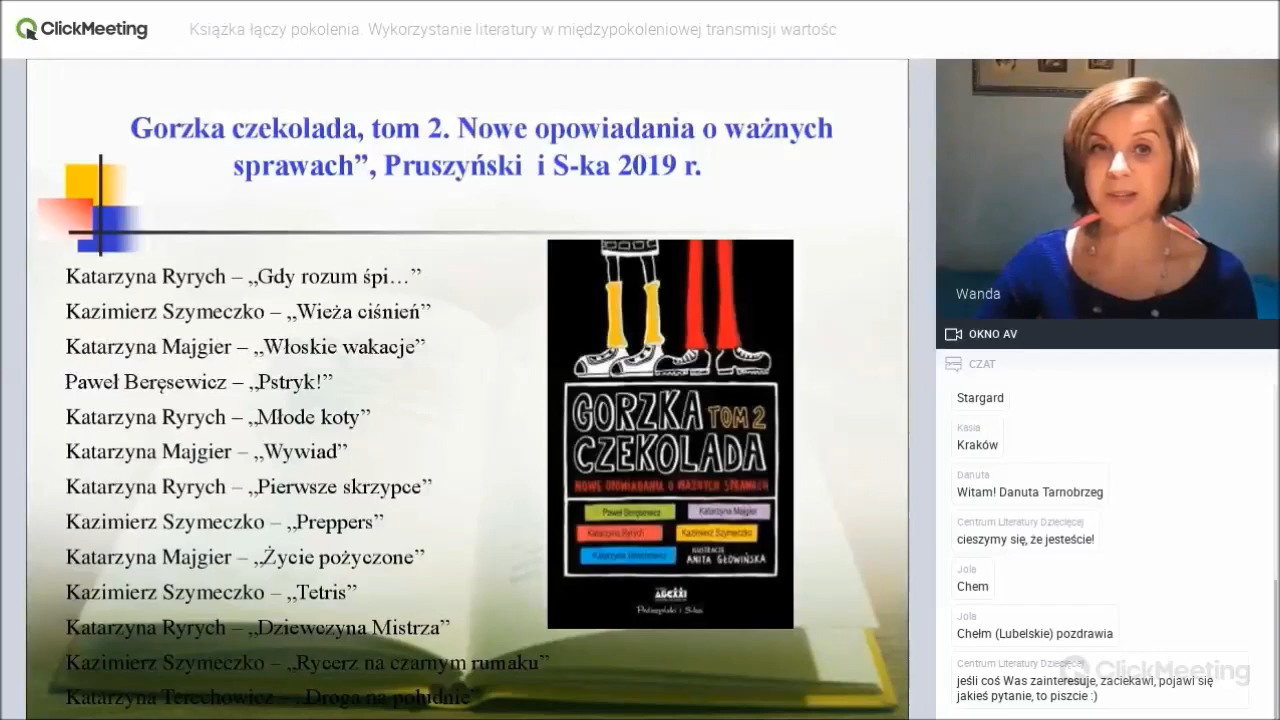 ClickMeeting
Książka łączy pokolenia. Wykorzystanie literatury w międzypokoleniowej transmisji wartośc
Gorzka czekolada, tom 2. Nowe opowiadania o ważnych
sprawach”, Pruszyński i S-ka 2019 r.
Katarzyna Ryrych – „Gdy rozum śpi…”
Kazimierz Szymeczko – „Wieża ciśnień”
Katarzyna Majgier – „Włoskie wakacje”
Paweł Beręsewicz – „Pstryk!”
Katarzyna Ryrych – „Młode koty”
Katarzyna Majgier – „Wywiad”
Katarzyna Ryrych – „Pierwsze skrzypce”
Kazimierz Szymeczko – „Preppers”
Katarzyna Majgier – „Życie pożyczone”
Kazimierz Szymeczko – „Tetris”
Katarzyna Ryrych – „Dziewczyna Mistrza”
Kazimierz Szymeczko – „Rycerz na czarnym rumaku”
Katarzyna Terechowicz – „Droga na południe”
GORZKA TOM 2
CZEKOLADA
NOWE OPOWIADANIA O WAŻNYCH SPRAWACH
Paweł Beręsewicz
Katarzyna Majgier
Katarzyna Ryrych
Kazimierz Szymeczko
Katarzyna Terechowicz
ILUSTRACJE
ANITA GŁOWIŃSKA
ABCXXI
Prószyński i S-ka
Wanda
OKNO AV
CZAT
Stargard
Kasia
Kraków
Danuta
Witam! Danuta Tarnobrzeg
Centrum Literatury Dziecięcej
cieszymy się, że jesteście!
Jola
Chem
Jola
Chełm (Lubelskie) pozdrawia
Centrum Literatury Dziecięcej
jeśli coś Was zainteresuje, zaciekawi, pojawi się
jakieś pytanie, to piszcie :)
ClickMeeting